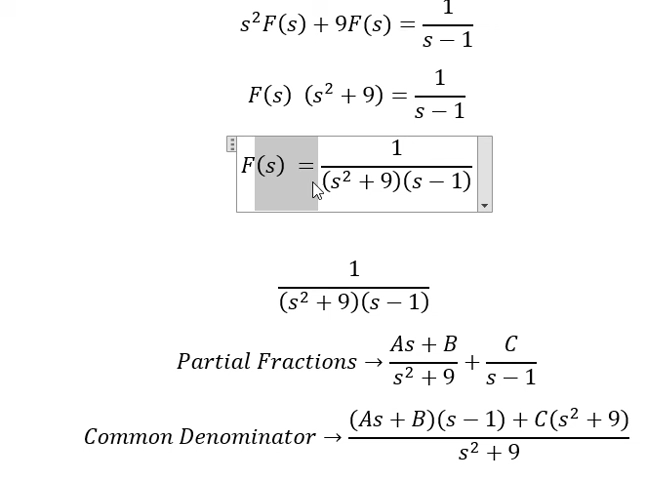 s²F(s) + 9F(s) = 1/(s − 1)
F(s) (s² + 9) = 1/(s − 1)
F(s) = 1/((s² + 9)(s − 1))
1/((s² + 9)(s − 1))
Partial Fractions → (As + B)/(s² + 9) + C/(s − 1)
Common Denominator → ((As + B)(s − 1) + C(s² + 9))/(s² + 9)